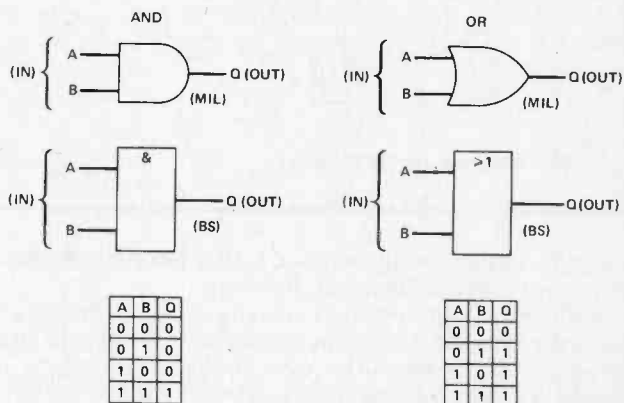 AND
A
(IN)
B
Q (OUT)
(MIL)
&
A
(IN)
B
Q (OUT)
(BS)
A B Q
0 0 0
0 1 0
1 0 0
1 1 1
OR
A
(IN)
B
Q (OUT)
(MIL)
>1
A
(IN)
B
Q (OUT)
(BS)
A B Q
0 0 0
0 1 1
1 0 1
1 1 1